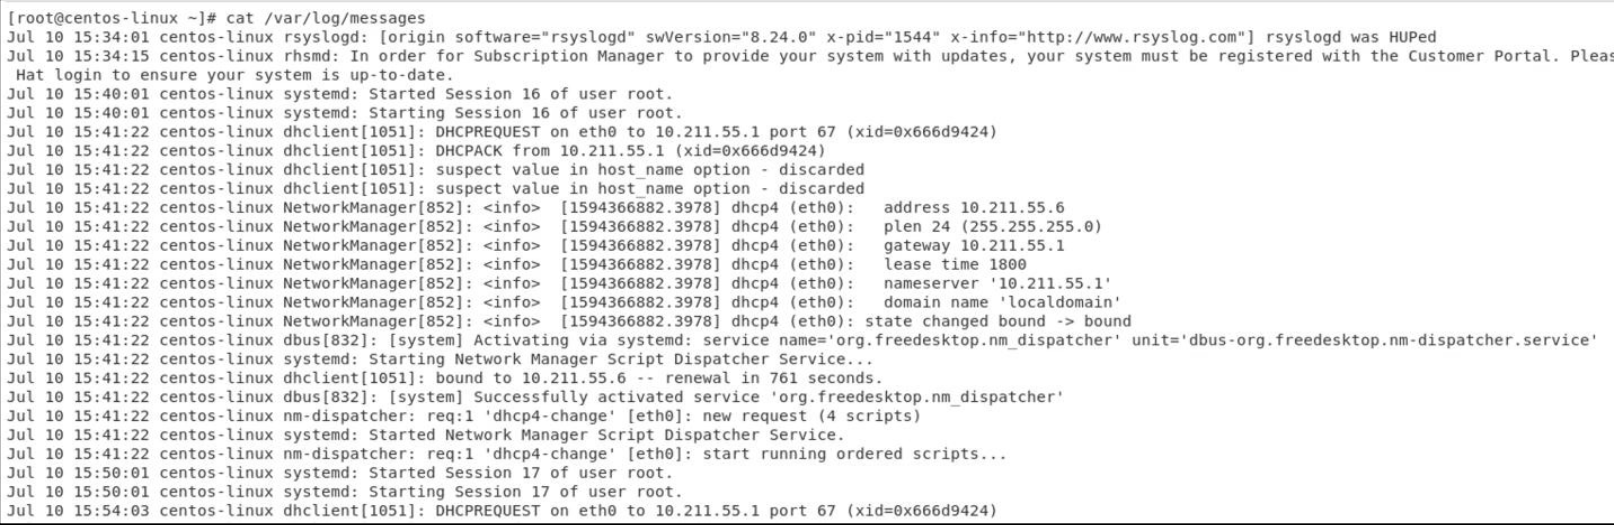 [root@centos-linux ~]# cat /var/log/messages
Jul 10 15:34:01 centos-linux rsyslogd: [origin software="rsyslogd" swVersion="8.24.0" x-pid="1544" x-info="http://www.rsyslog.com"] rsyslogd was HUPed
Jul 10 15:34:15 centos-linux rhsmd: In order for Subscription Manager to provide your system with updates, your system must be registered with the Customer Portal. Pleas
 Hat login to ensure your system is up-to-date.
Jul 10 15:40:01 centos-linux systemd: Started Session 16 of user root.
Jul 10 15:40:01 centos-linux systemd: Starting Session 16 of user root.
Jul 10 15:41:22 centos-linux dhclient[1051]: DHCPREQUEST on eth0 to 10.211.55.1 port 67 (xid=0x666d9424)
Jul 10 15:41:22 centos-linux dhclient[1051]: DHCPACK from 10.211.55.1 (xid=0x666d9424)
Jul 10 15:41:22 centos-linux dhclient[1051]: suspect value in host_name option - discarded
Jul 10 15:41:22 centos-linux dhclient[1051]: suspect value in host_name option - discarded
Jul 10 15:41:22 centos-linux NetworkManager[852]: <info>  [1594366882.3978] dhcp4 (eth0):   address 10.211.55.6
Jul 10 15:41:22 centos-linux NetworkManager[852]: <info>  [1594366882.3978] dhcp4 (eth0):   plen 24 (255.255.255.0)
Jul 10 15:41:22 centos-linux NetworkManager[852]: <info>  [1594366882.3978] dhcp4 (eth0):   gateway 10.211.55.1
Jul 10 15:41:22 centos-linux NetworkManager[852]: <info>  [1594366882.3978] dhcp4 (eth0):   lease time 1800
Jul 10 15:41:22 centos-linux NetworkManager[852]: <info>  [1594366882.3978] dhcp4 (eth0):   nameserver '10.211.55.1'
Jul 10 15:41:22 centos-linux NetworkManager[852]: <info>  [1594366882.3978] dhcp4 (eth0):   domain name 'localdomain'
Jul 10 15:41:22 centos-linux NetworkManager[852]: <info>  [1594366882.3978] dhcp4 (eth0): state changed bound -> bound
Jul 10 15:41:22 centos-linux dbus[832]: [system] Activating via systemd: service name='org.freedesktop.nm_dispatcher' unit='dbus-org.freedesktop.nm-dispatcher.service'
Jul 10 15:41:22 centos-linux systemd: Starting Network Manager Script Dispatcher Service...
Jul 10 15:41:22 centos-linux dhclient[1051]: bound to 10.211.55.6 -- renewal in 761 seconds.
Jul 10 15:41:22 centos-linux dbus[832]: [system] Successfully activated service 'org.freedesktop.nm_dispatcher'
Jul 10 15:41:22 centos-linux nm-dispatcher: req:1 'dhcp4-change' [eth0]: new request (4 scripts)
Jul 10 15:41:22 centos-linux systemd: Started Network Manager Script Dispatcher Service.
Jul 10 15:41:22 centos-linux nm-dispatcher: req:1 'dhcp4-change' [eth0]: start running ordered scripts...
Jul 10 15:50:01 centos-linux systemd: Started Session 17 of user root.
Jul 10 15:50:01 centos-linux systemd: Starting Session 17 of user root.
Jul 10 15:54:03 centos-linux dhclient[1051]: DHCPREQUEST on eth0 to 10.211.55.1 port 67 (xid=0x666d9424)